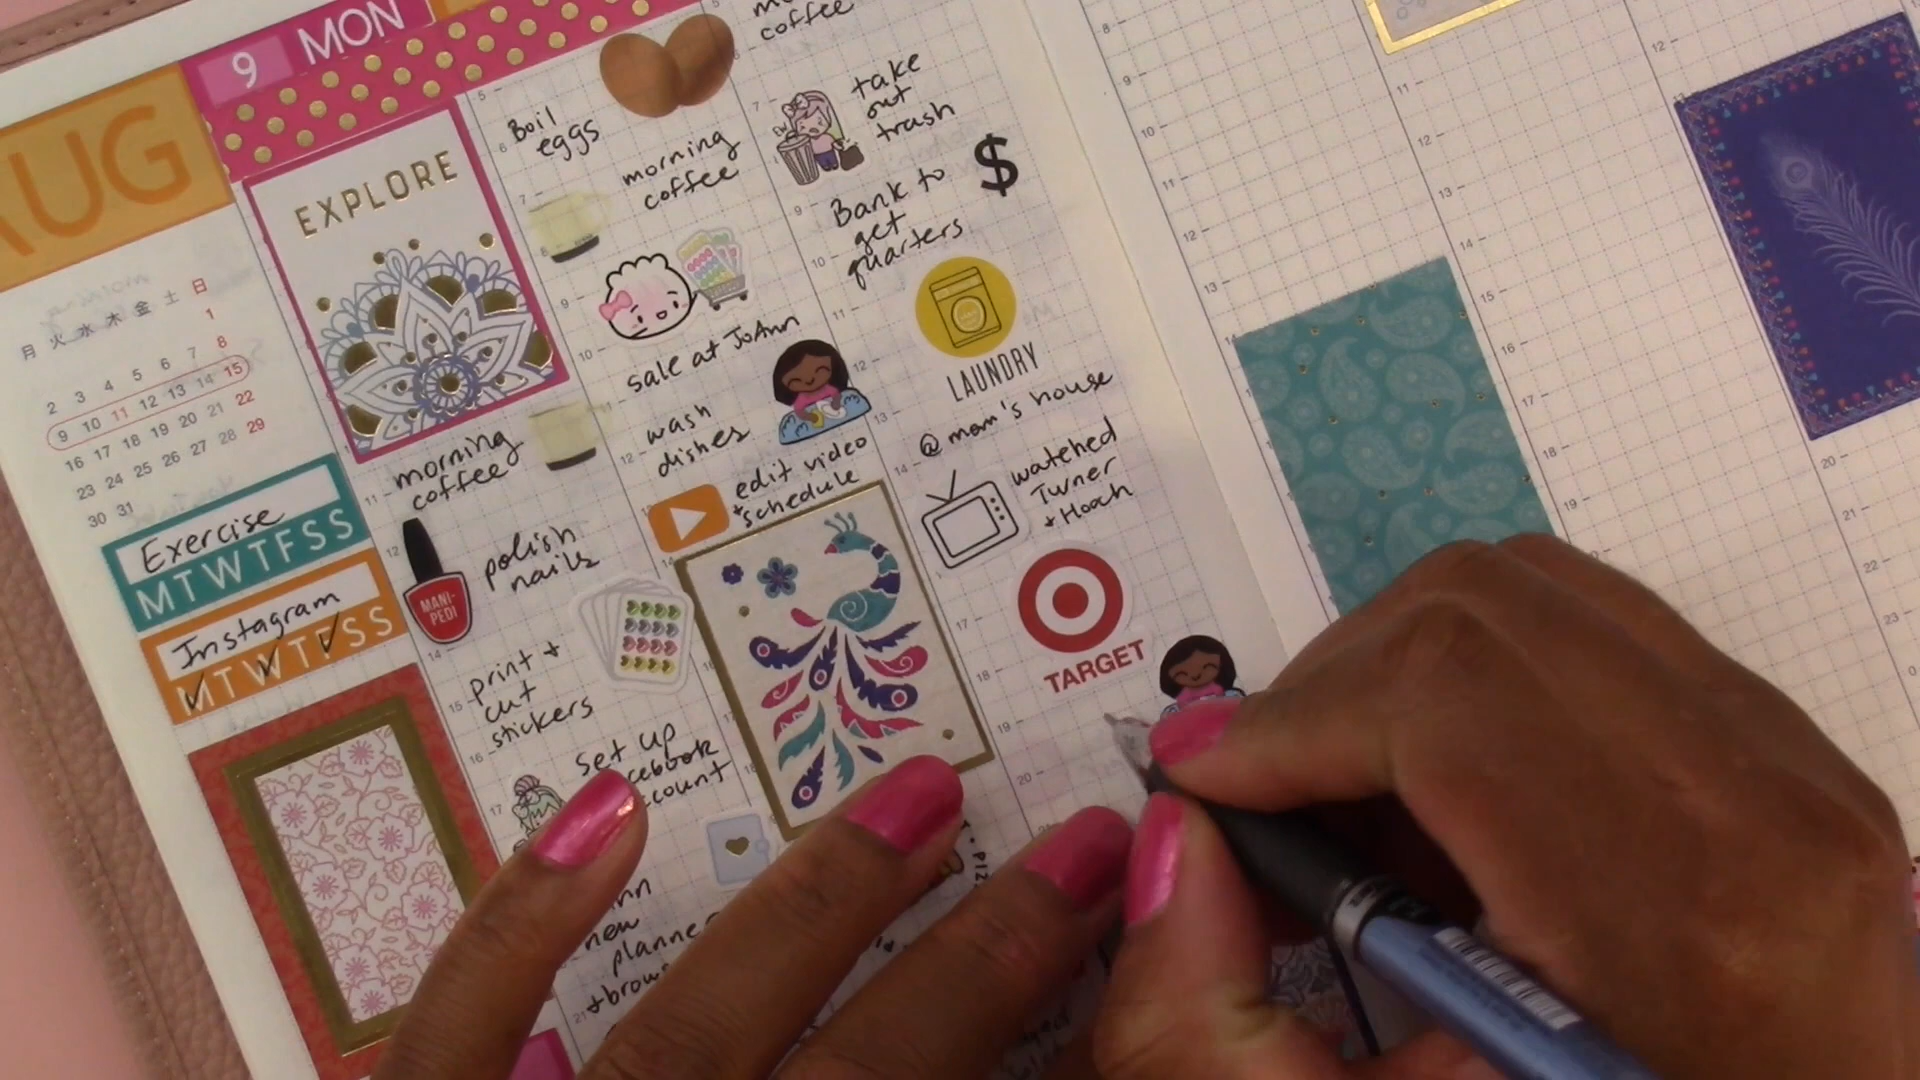 AUG
9 MON
EXPLORE
月 火 水 木 金 土 日
1
2 3 4 5 6 7 8
9 10 11 12 13 14 15
16 17 18 19 20 21 22
23 24 25 26 27 28 29
30 31
Exercise
MTWTFSS
Instagram
MTWTFSS
morning
coffee
MANI-
PEDI
polish
nails
print +
cut
stickers
set up
account
new
Boil
eggs
morning
coffee
sale at JoAnn
wash
dishes
edit video
+ schedule
coffee
take
out
trash
Bank to
get
quarters
$
LAUNDRY
@ mom's house
watched
Turner
+ Hooch
TARGET